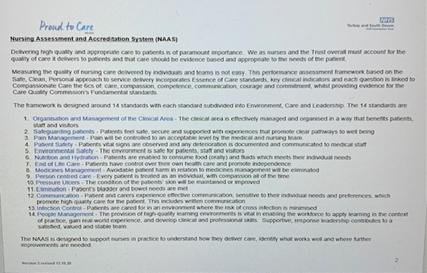 Proud to Care
NHS
Torbay and South Devon
Nursing Assessment and Accreditation System (NAAS)
Delivering high quality and appropriate care to patients is of paramount importance. We as nurses and the Trust overall must account for the
quality of care it delivers to patients and that care should be evidence based and appropriate to the needs of the patient.
Measuring the quality of nursing care delivered by individuals and teams is not easy. This performance assessment framework based on the
Safe, Clean, Personal approach to service delivery incorporates Essence of Care standards, key clinical indicators and each question is linked to
Compassionate Care the 6cs of care, compassion, competence, communication, courage and commitment, whilst providing evidence for the
Care Quality Commission's Fundamental standards.
The framework is designed around 14 standards with each standard subdivided into Environment, Care and Leadership. The 14 standards are
1. Organisation and Management of the Clinical Area - The clinical area is effectively managed and organised in a way that benefits patients,
staff and visitors
2. Safeguarding patients - Patients feel safe, secure and supported with experiences that promote clear pathways to well being
3. Pain Management - Pain will be controlled to an acceptable level by the medical and nursing team
4. Patient Safety - Patients vital signs are observed and any deterioration is documented and communicated to medical staff
5. Environmental Safety - The environment is safe for patients, staff and visitors
6. Nutrition and Hydration - Patients are enabled to consume food (orally) and fluids which meets their individual needs
7. End of Life Care - Patients have control over their own health care and promote independence
8. Medicines Management - Avoidable patient harm in relation to medicines management will be eliminated
9. Person centred care - Every patient is treated as an individual, with compassion all of the time
10. Pressure Ulcers - The condition of the patients' skin will be maintained or improved
11. Elimination - Patient's bladder and bowel needs are met
12. Communication - Patient and carers experience effective communication, sensitive to their individual needs and preferences, which
promote high quality care for the patient. This includes written communication
13. Infection Control - Patients are cared for in an environment where the risk of cross infection is minimised
14. People Management - The provision of high-quality learning environments is vital in enabling the workforce to apply learning in the context
of practice, gain real-world experience, and develop clinical and professional skills. Supportive, response leadership contributes to a
satisfied, valued and stable team.
The NAAS is designed to support nurses in practice to understand how they deliver care, identify what works well and where further
improvements are needed.
2